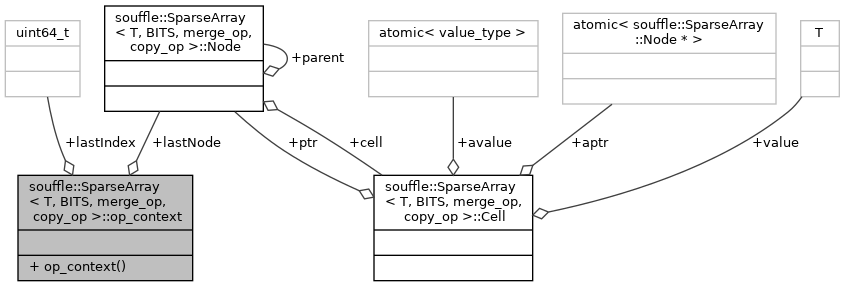 souffle::SparseArray
< T, BITS, merge_op,
copy_op >::Node
uint64_t
atomic< value_type >
atomic< souffle::SparseArray
::Node * >
T
+parent
+lastIndex
+lastNode
+ptr
+cell
+avalue
+aptr
+value
souffle::SparseArray
< T, BITS, merge_op,
copy_op >::op_context
+ op_context()
souffle::SparseArray
< T, BITS, merge_op,
copy_op >::Cell